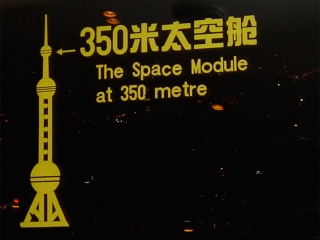 350米太空舱
The Space Module
at 350 metre